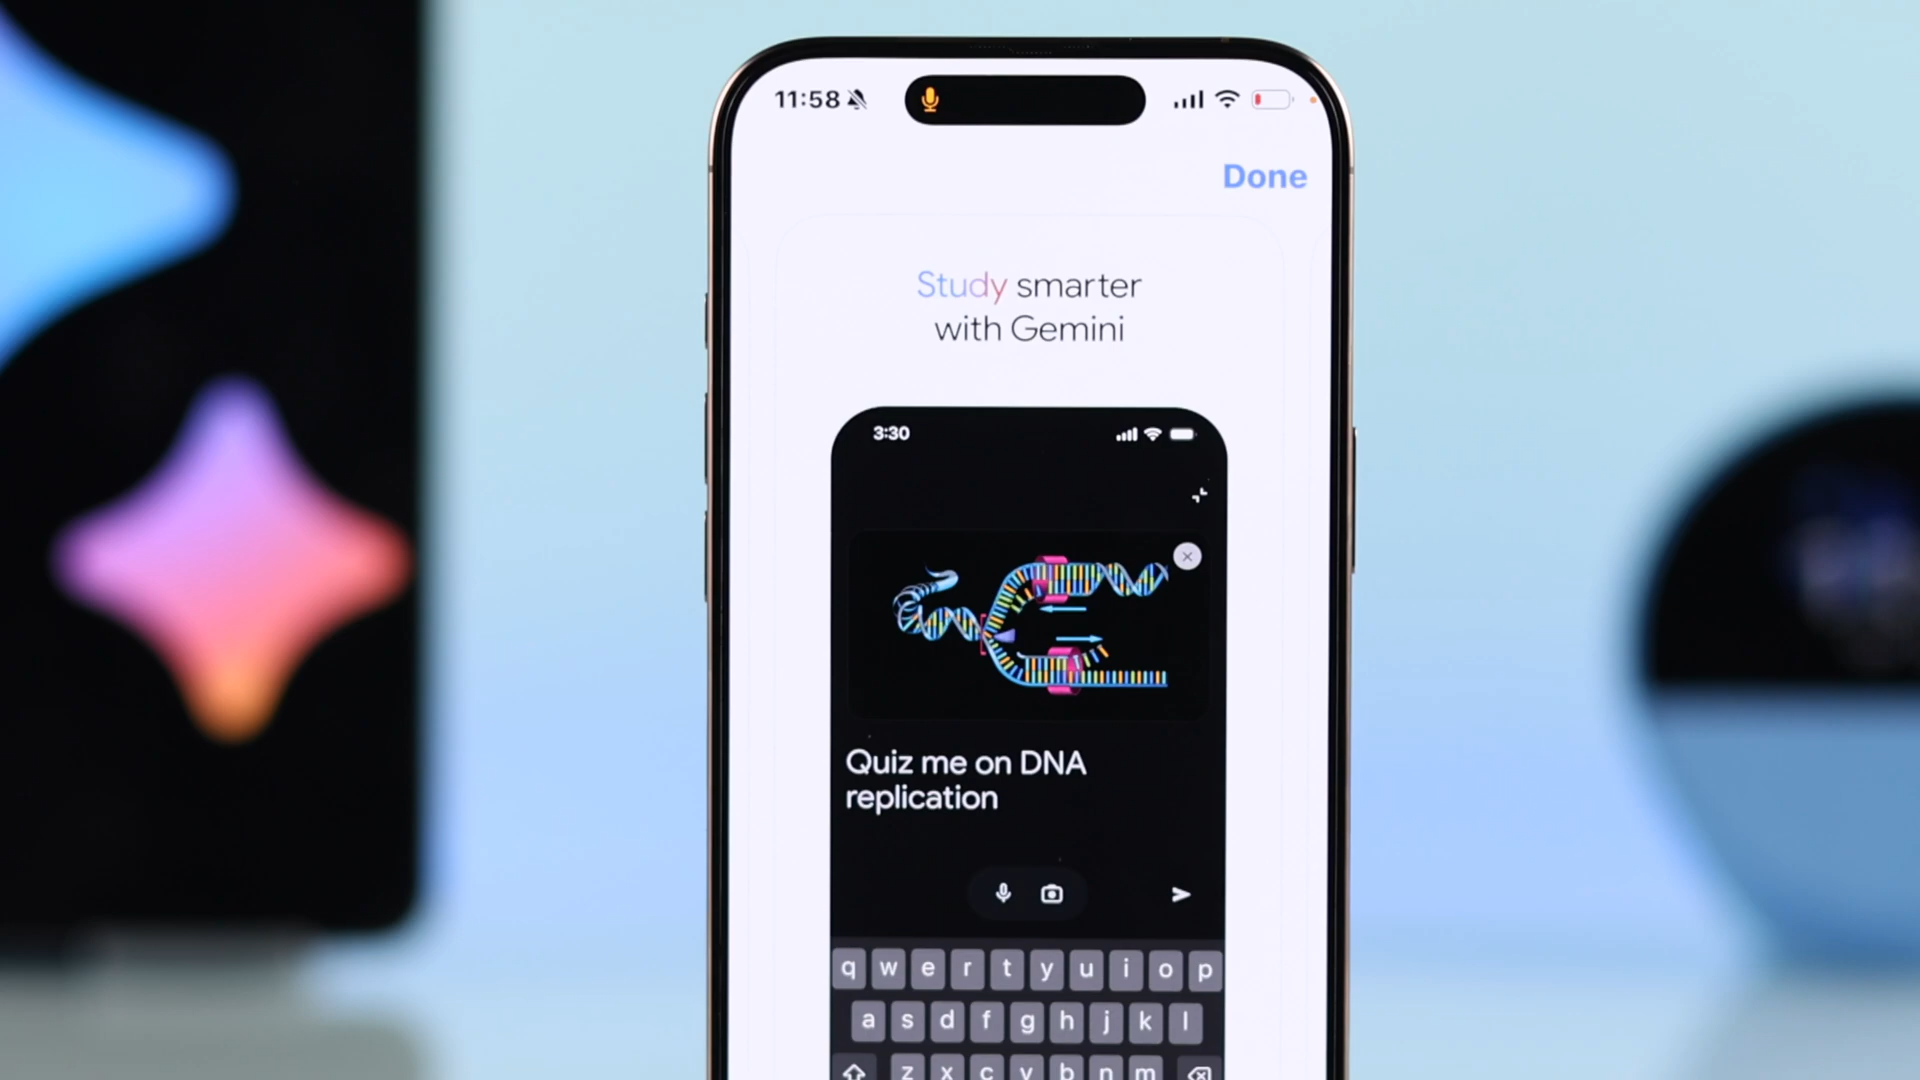 11:58
Done
Study smarter
with Gemini
3:30
Quiz me on DNA
replication
q w e r t y u i o p
a s d f g h j k l
z x c v b n m